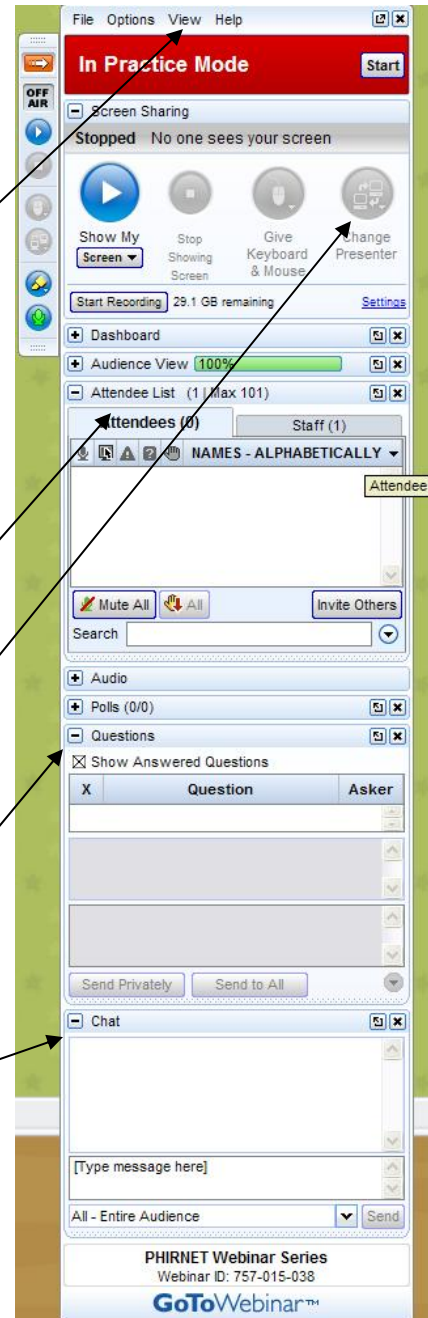 File Options View Help
In Practice Mode Start
OFF
AIR
Screen Sharing
Stopped No one sees your screen
Show My
Screen
Stop
Showing
Screen
Give
Keyboard
& Mouse
Change
Presenter
Start Recording 29.1 GB remaining Settings
Dashboard
Audience View 100%
Attendee List (1 | Max 101)
Attendees (0) Staff (1)
NAMES - ALPHABETICALLY
Attendee
Mute All All Invite Others
Search
Audio
Polls (0/0)
Questions
Show Answered Questions
X Question Asker
Send Privately Send to All
Chat
[Type message here]
All - Entire Audience Send
PHIRNET Webinar Series
Webinar ID: 757-015-038
GoToWebinar™